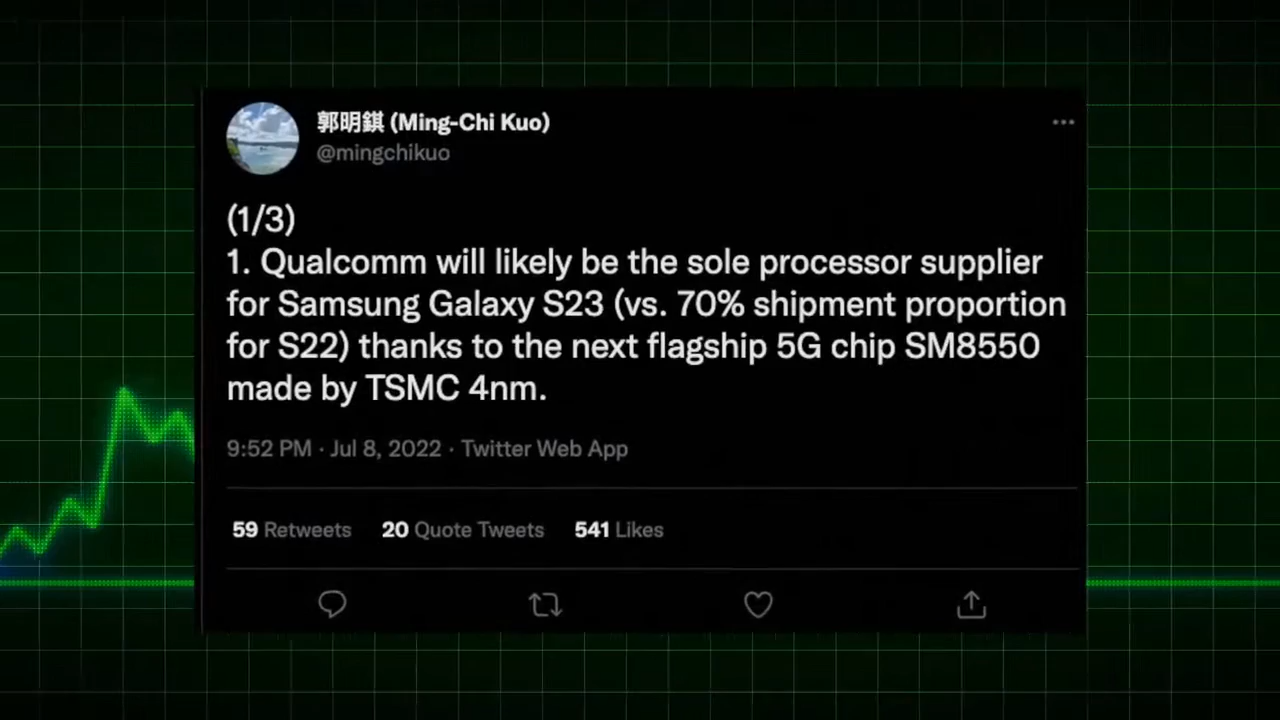 郭明錤 (Ming-Chi Kuo)
@mingchikuo
(1/3)
1. Qualcomm will likely be the sole processor supplier
for Samsung Galaxy S23 (vs. 70% shipment proportion
for S22) thanks to the next flagship 5G chip SM8550
made by TSMC 4nm.
9:52 PM · Jul 8, 2022 · Twitter Web App
59 Retweets 20 Quote Tweets 541 Likes